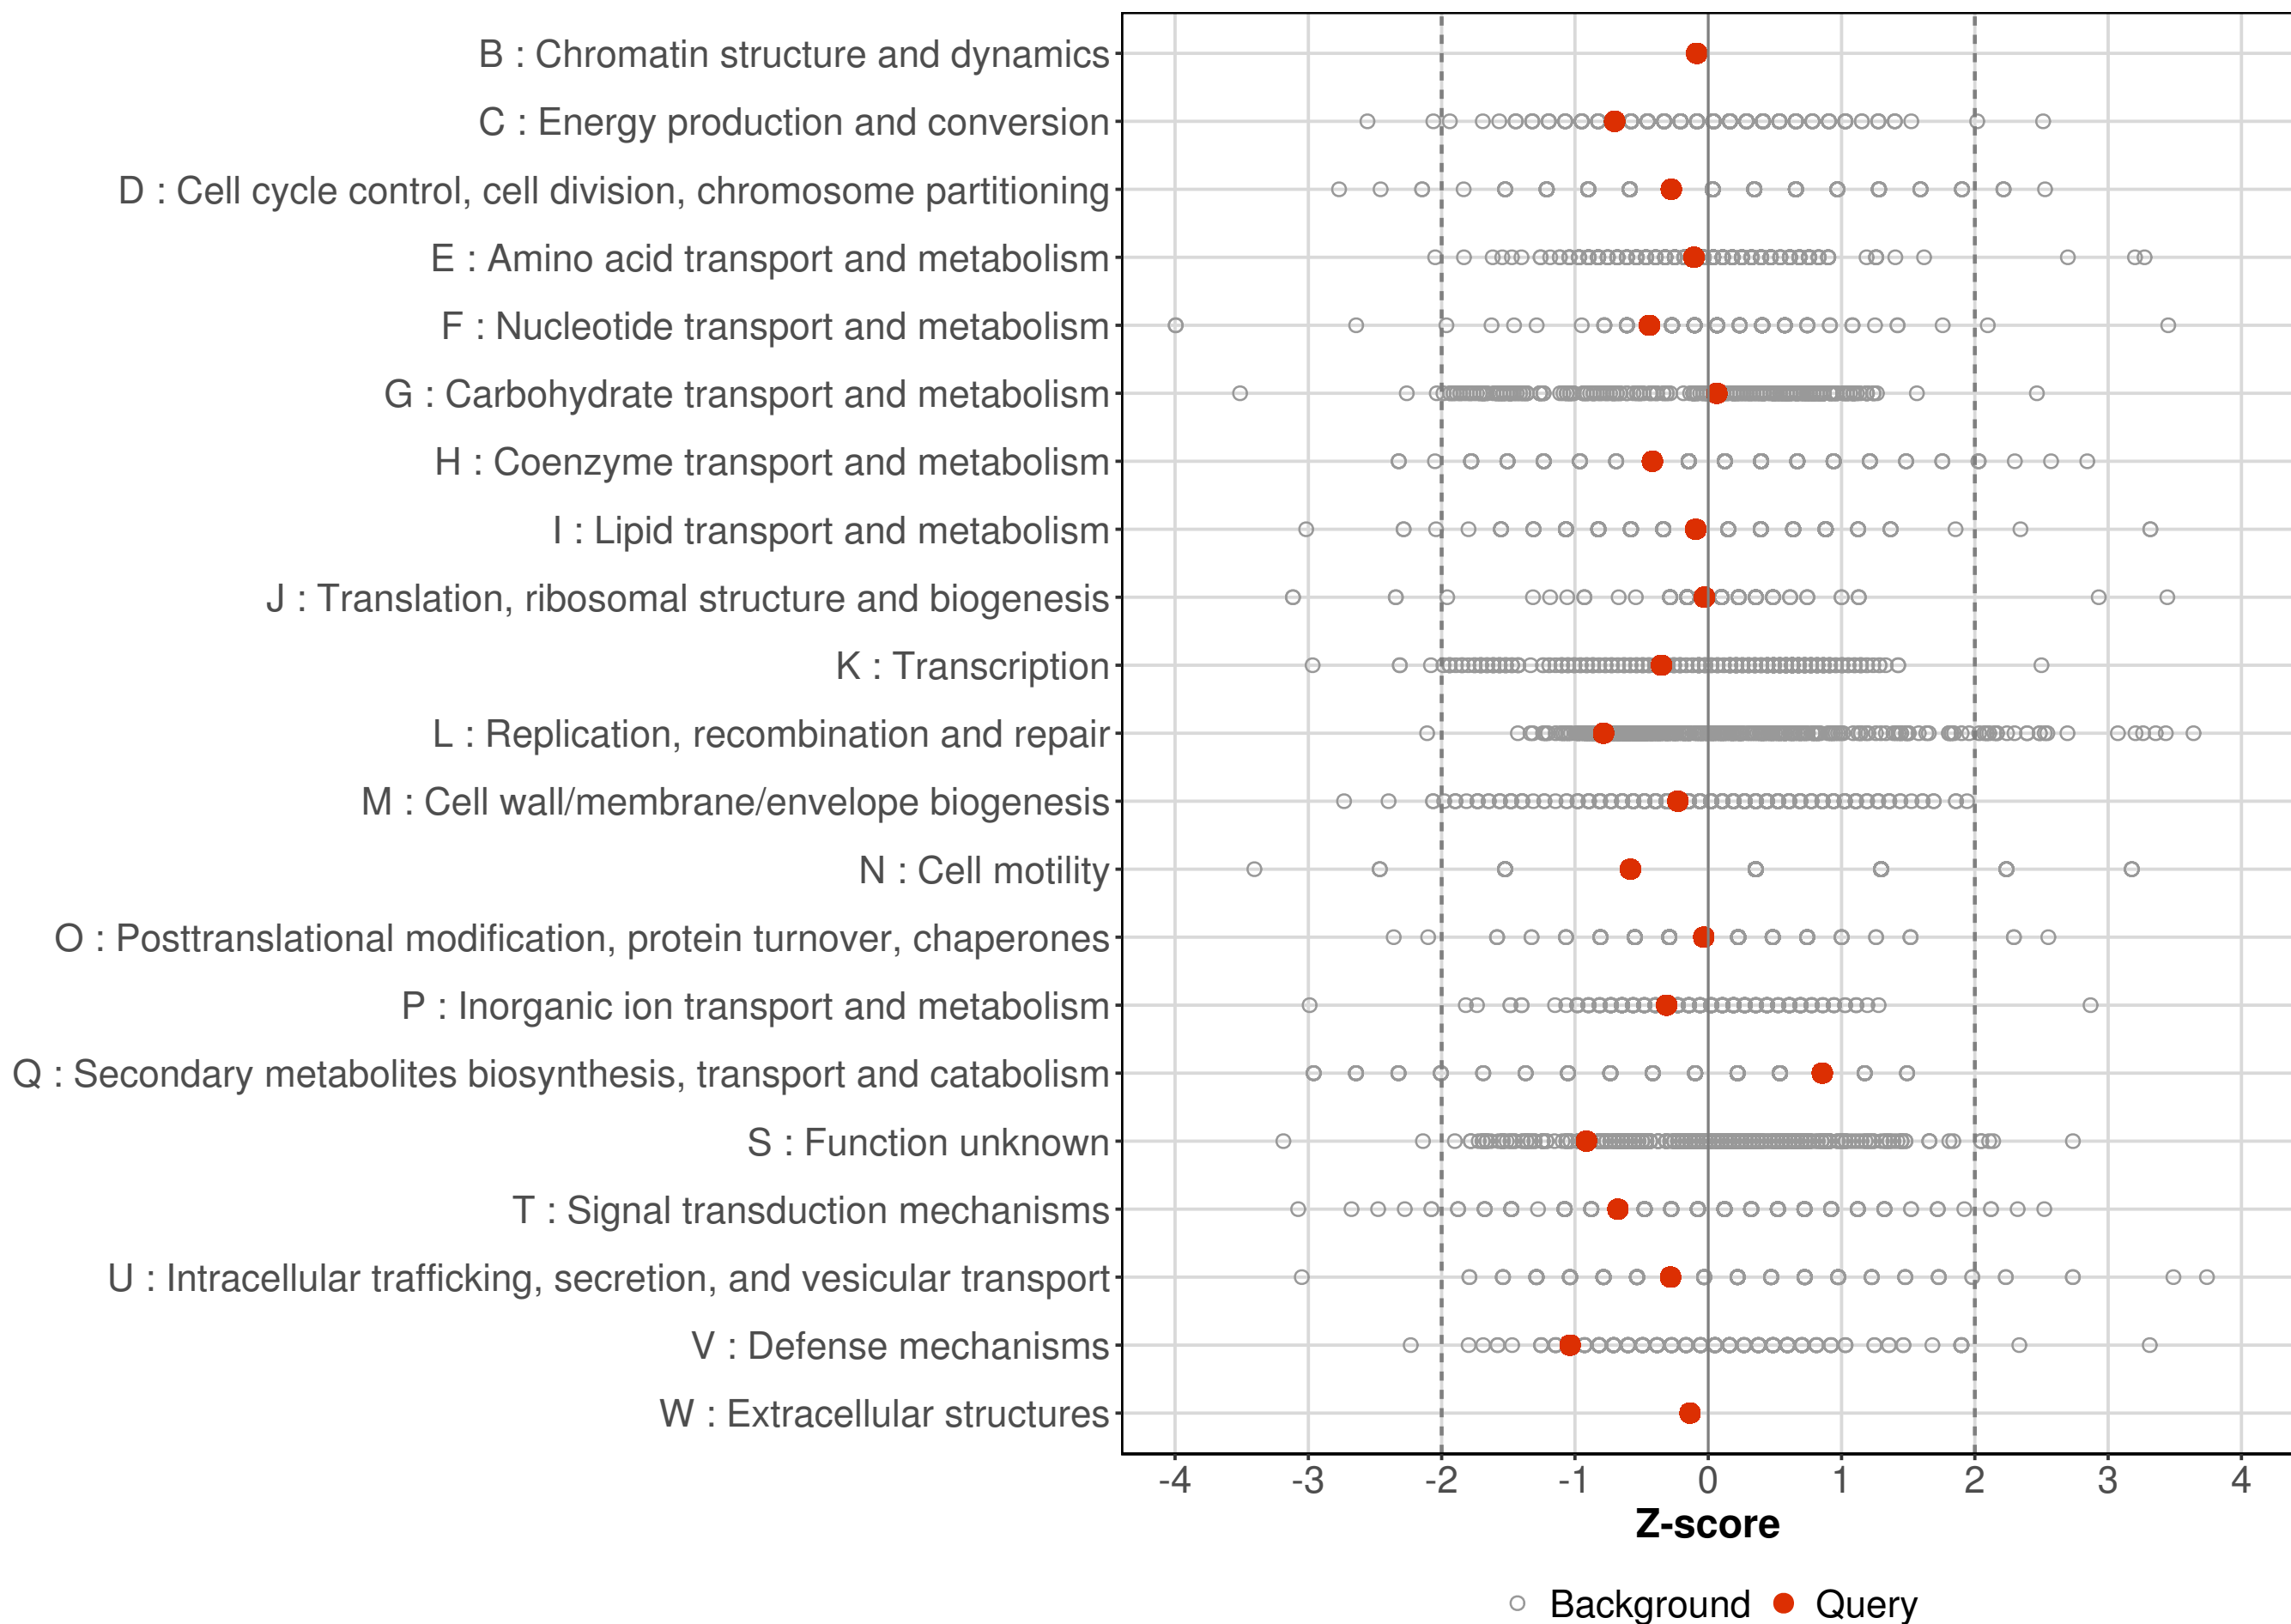 B : Chromatin structure and dynamics
C : Energy production and conversion
D : Cell cycle control, cell division, chromosome partitioning
E : Amino acid transport and metabolism
F : Nucleotide transport and metabolism
G : Carbohydrate transport and metabolism
H : Coenzyme transport and metabolism
I : Lipid transport and metabolism
J : Translation, ribosomal structure and biogenesis
K : Transcription
L : Replication, recombination and repair
M : Cell wall/membrane/envelope biogenesis
N : Cell motility
O : Posttranslational modification, protein turnover, chaperones
P : Inorganic ion transport and metabolism
Q : Secondary metabolites biosynthesis, transport and catabolism
S : Function unknown
T : Signal transduction mechanisms
U : Intracellular trafficking, secretion, and vesicular transport
V : Defense mechanisms
W : Extracellular structures
-4 -3 -2 -1 0 1 2 3 4
Z-score
Background Query